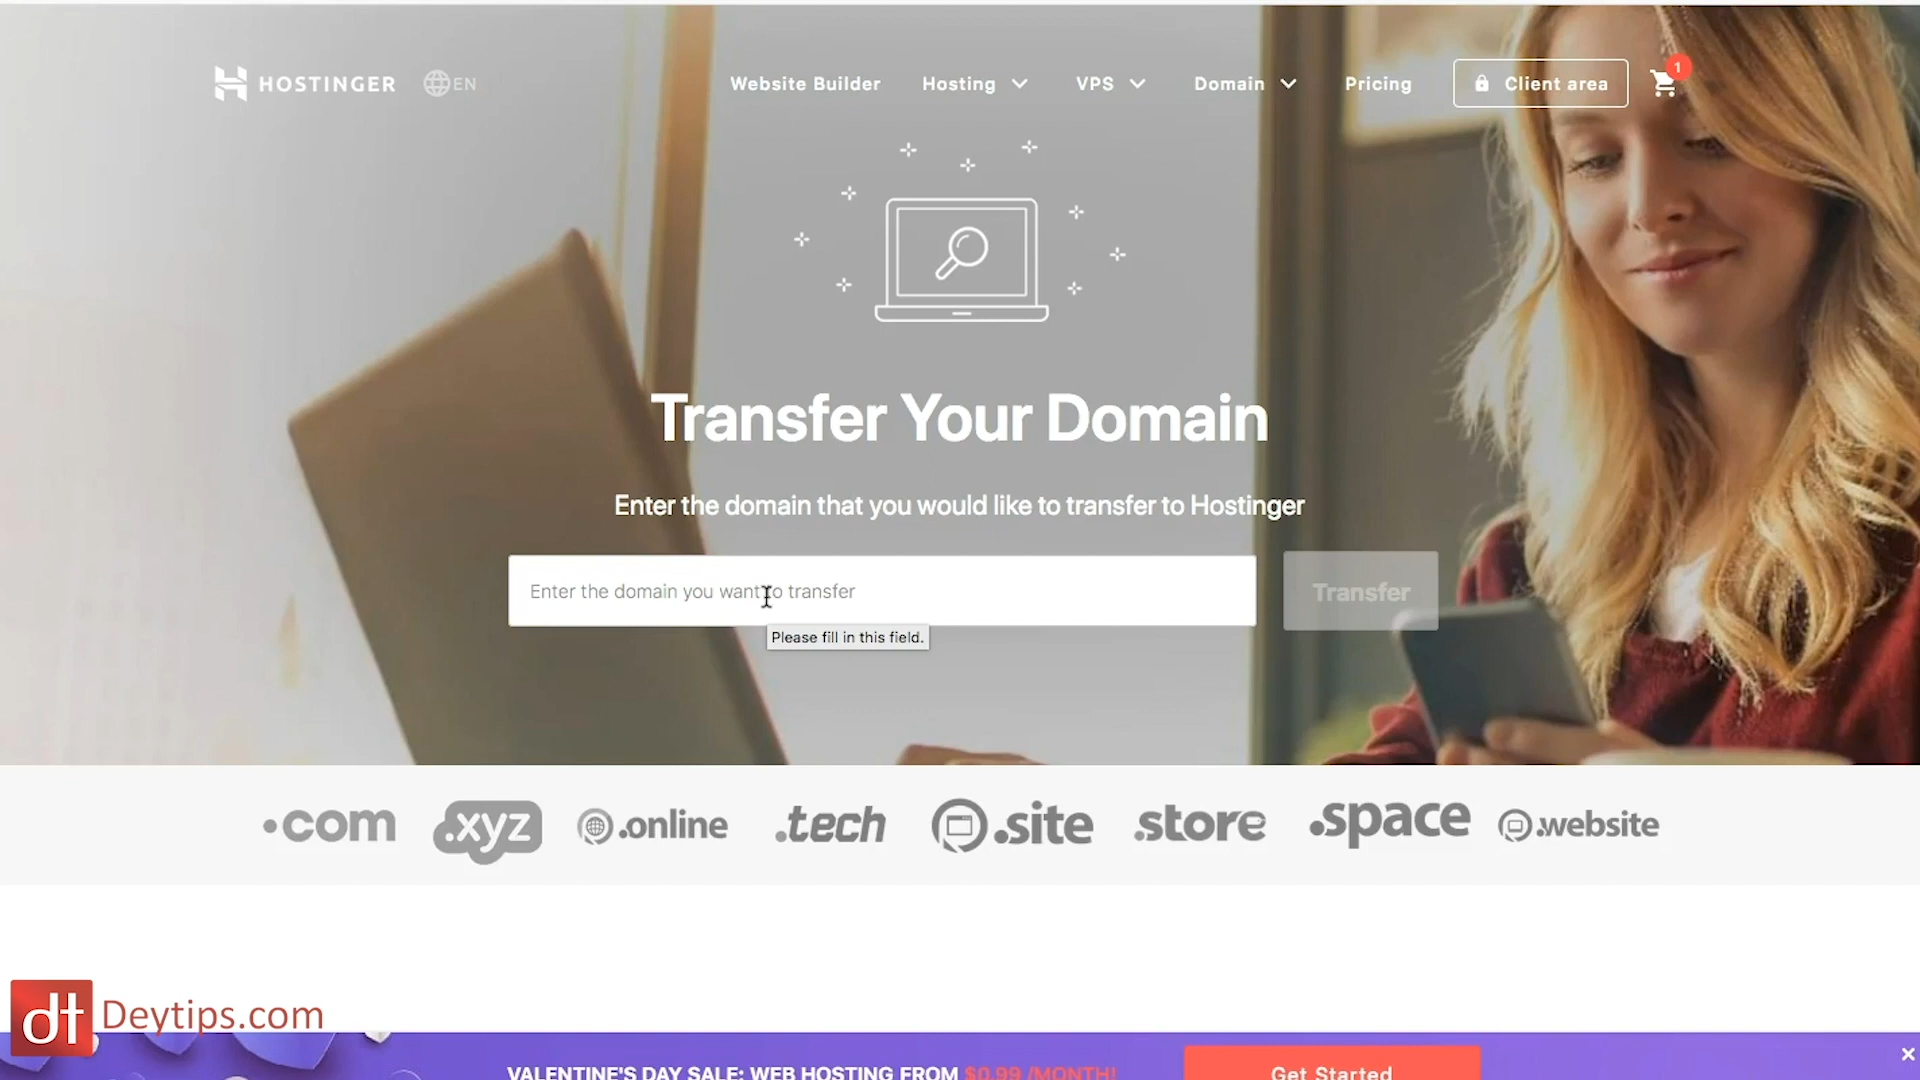 HOSTINGER EN Website Builder Hosting VPS Domain Pricing Client area 1
Transfer Your Domain
Enter the domain that you would like to transfer to Hostinger
Enter the domain you want to transfer Transfer
Please fill in this field.
.com .xyz .online .tech .site .store .space .website
dt Deytips.com
VALENTINE'S DAY SALE: WEB HOSTING FROM $0.99 /MONTH! Get Started